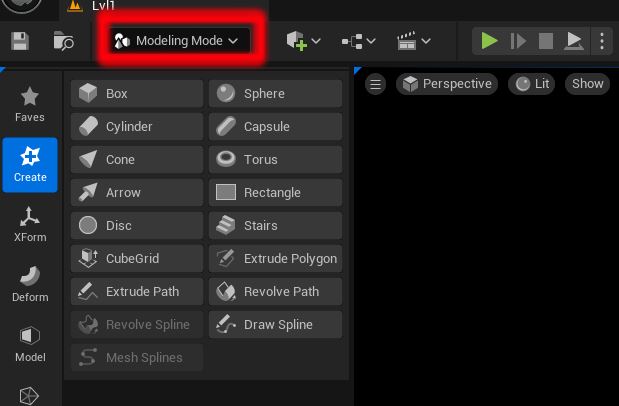 Lvl1
Modeling Mode
Perspective
Lit
Show
Faves
Create
XForm
Deform
Model
Box
Sphere
Cylinder
Capsule
Cone
Torus
Arrow
Rectangle
Disc
Stairs
CubeGrid
Extrude Polygon
Extrude Path
Revolve Path
Revolve Spline
Draw Spline
Mesh Splines